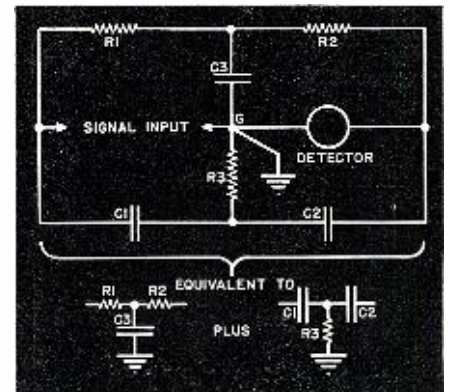 R1
R2
C3
G
SIGNAL INPUT
DETECTOR
R3
C1
C2
EQUIVALENT TO
R1
R2
C3
PLUS
C1
C2
R3